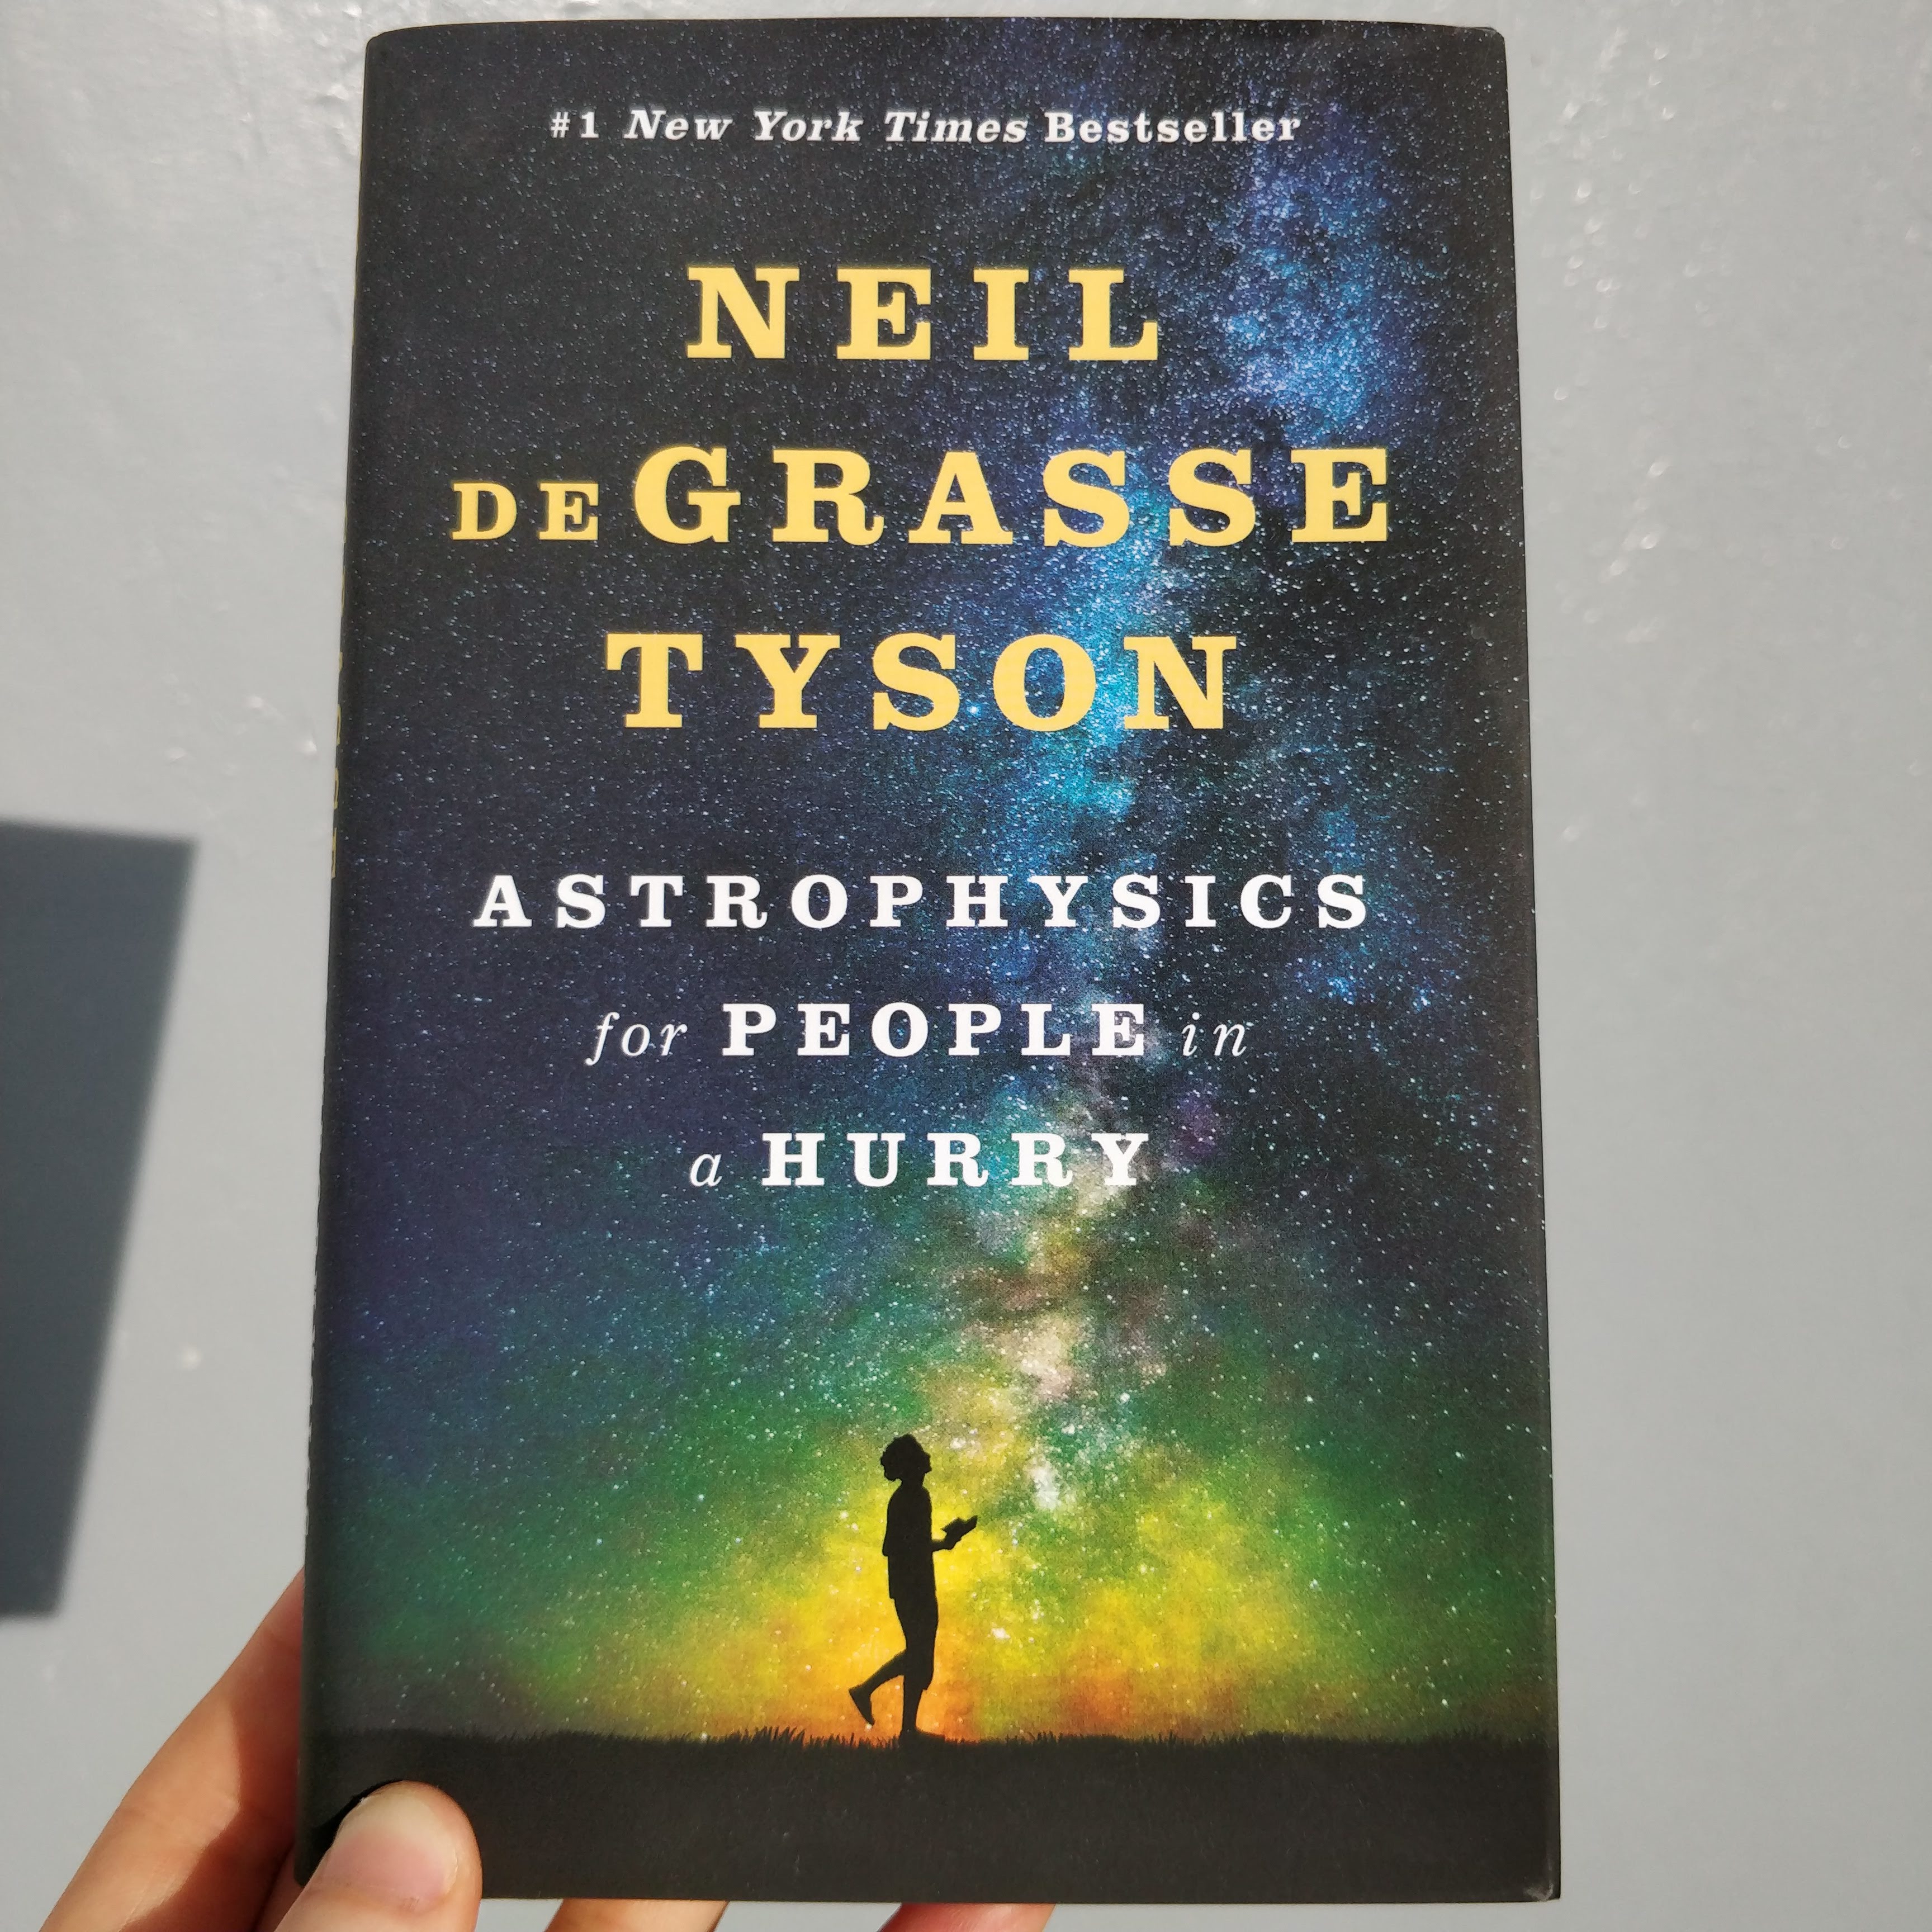 #1 New York Times Bestseller
NEIL
DEGRASSE
TYSON
ASTROPHYSICS
for PEOPLE in
a HURRY